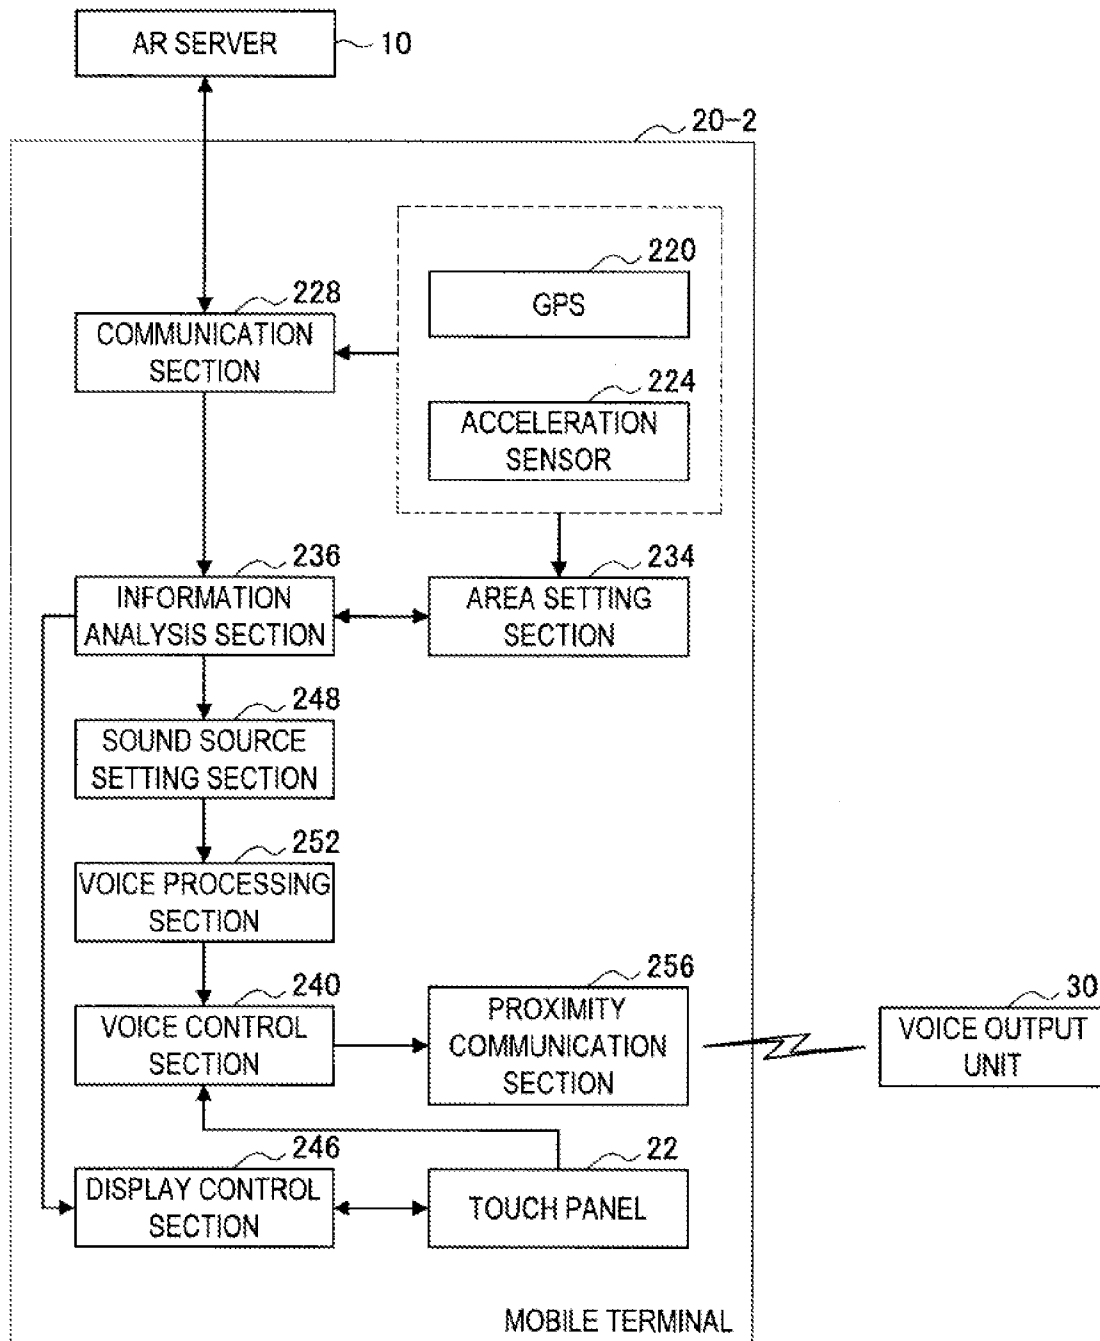 AR SERVER
10
20-2
220
GPS
228
COMMUNICATION
SECTION
224
ACCELERATION
SENSOR
236
INFORMATION
ANALYSIS SECTION
234
AREA SETTING
SECTION
248
SOUND SOURCE
SETTING SECTION
252
VOICE PROCESSING
SECTION
240
VOICE CONTROL
SECTION
256
PROXIMITY
COMMUNICATION
SECTION
30
VOICE OUTPUT
UNIT
246
DISPLAY CONTROL
SECTION
22
TOUCH PANEL
MOBILE TERMINAL